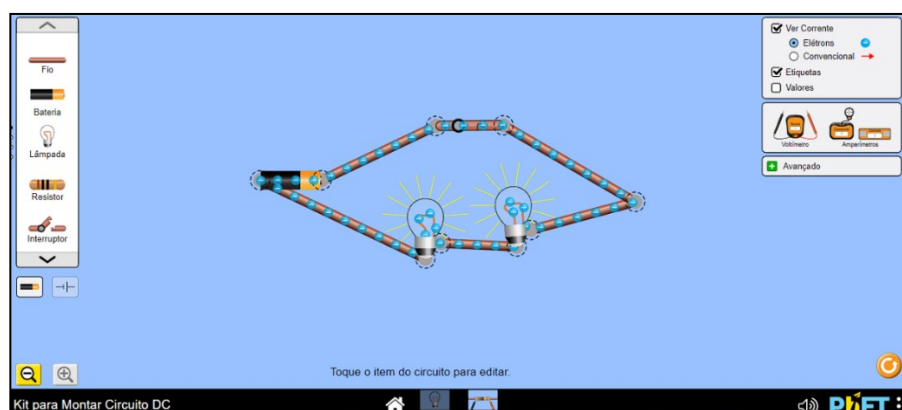 Fio
Bateria
Lâmpada
Resistor
Interruptor
Ver Corrente
Elétrons
Convencional
Etiquetas
Valores
Voltímetro
Amperímetros
Avançado
Toque o item do circuito para editar.
Kit para Montar Circuito DC
PhET